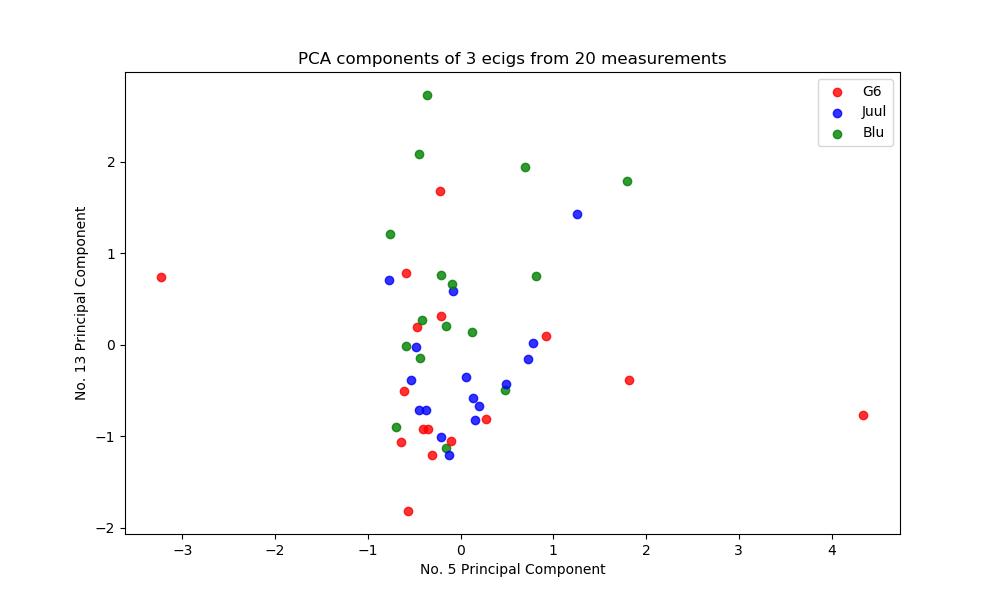 PCA components of 3 ecigs from 20 measurements
G6
Juul
Blu
2
1
0
−1
−2
No. 13 Principal Component
−3
−2
−1
0
1
2
3
4
No. 5 Principal Component